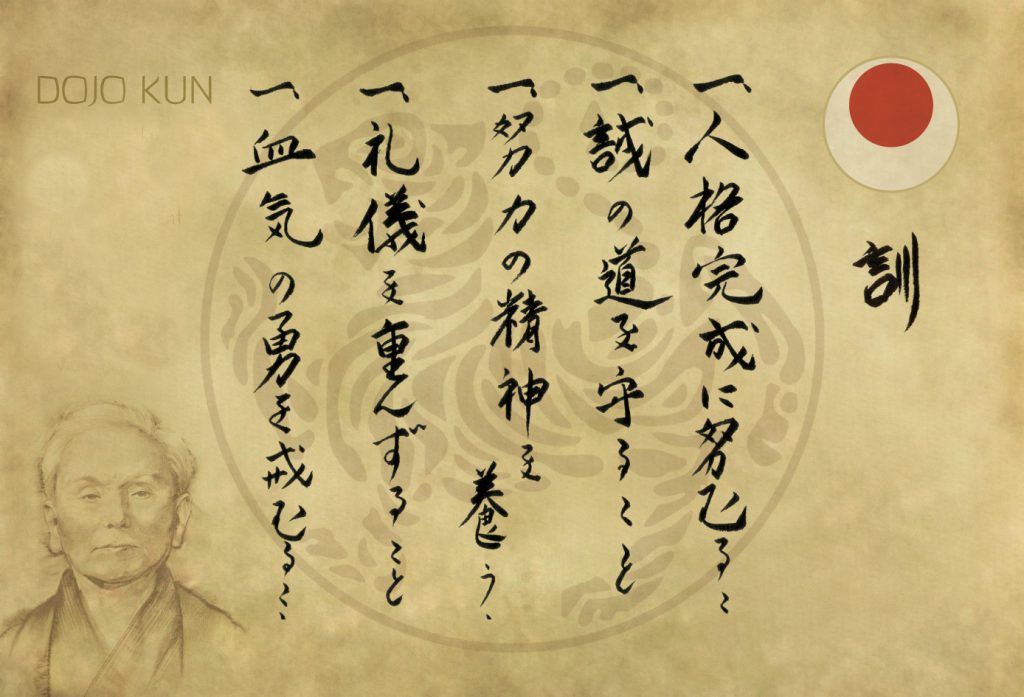 DOJO KUN
訓
一、人格完成に努むること
一、誠の道を守ること
一、努力の精神を養う
一、礼儀を重んずること
一、血気の勇を戒むること